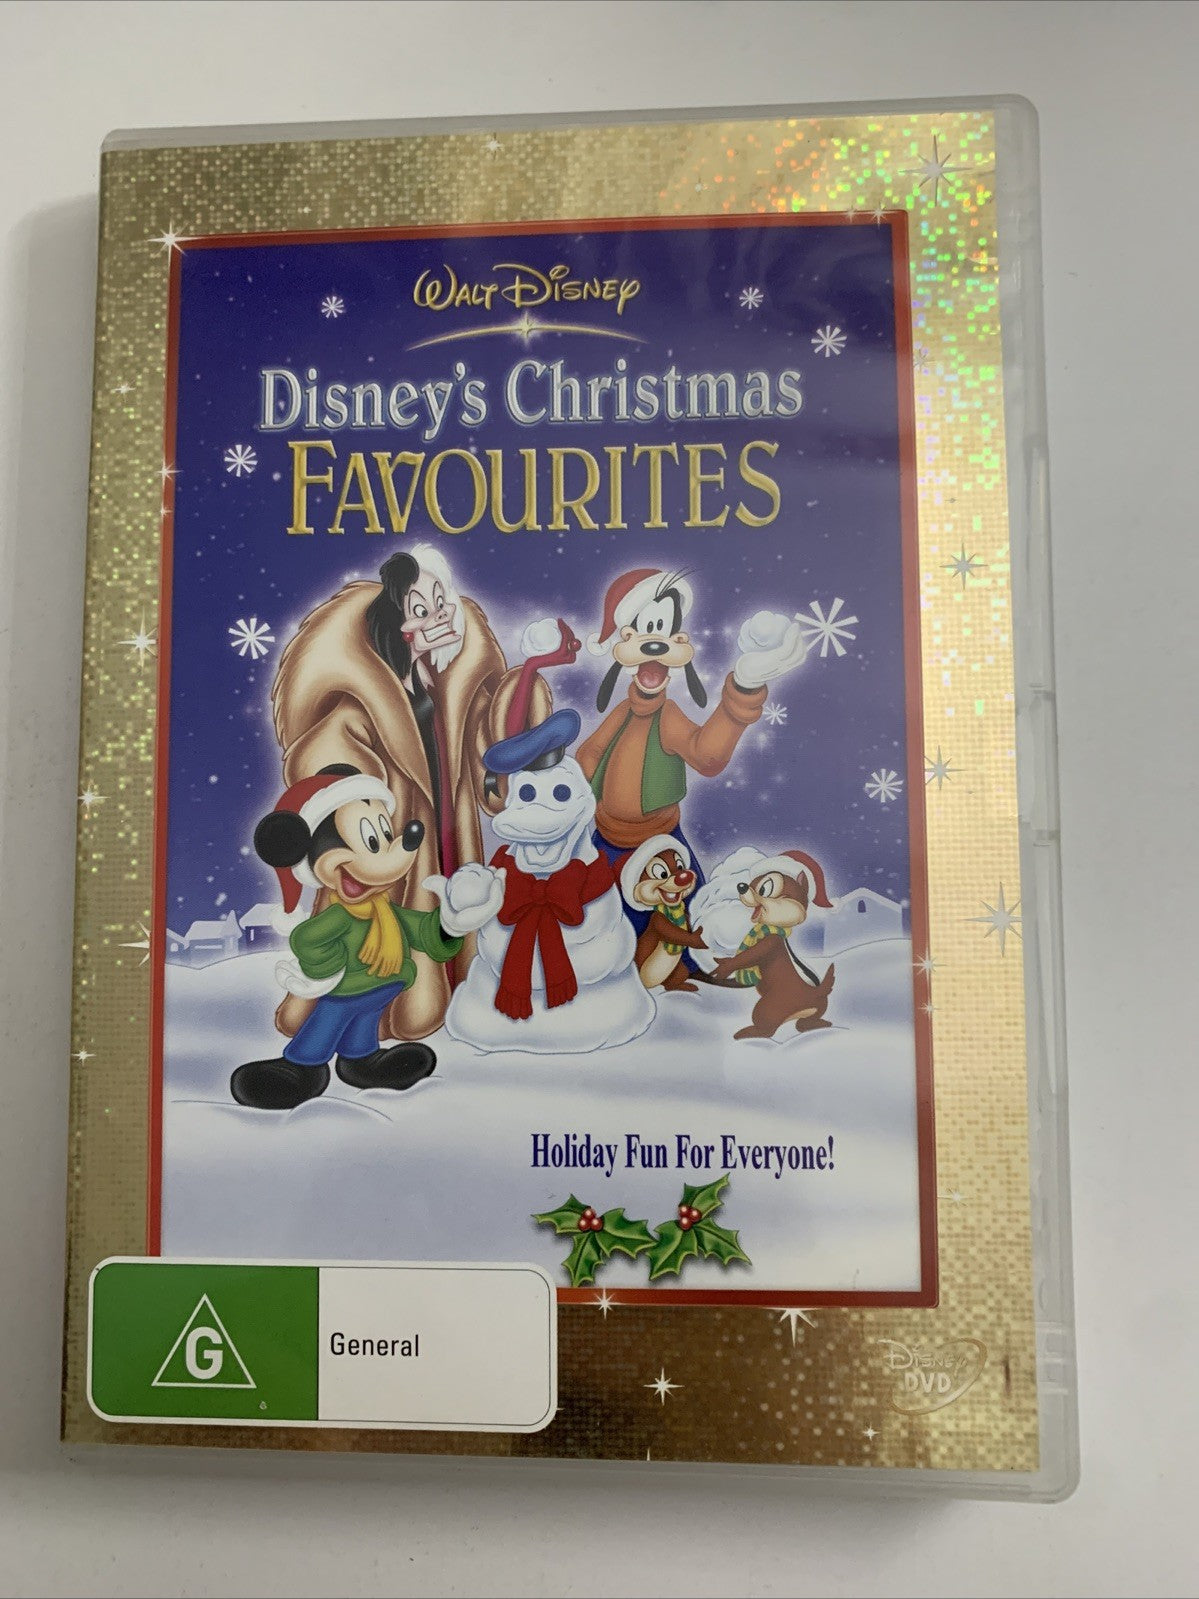 WALT DISNEY
Disney's Christmas
FAVOURITES
Holiday Fun For Everyone!
G
General
DISNEY
DVD